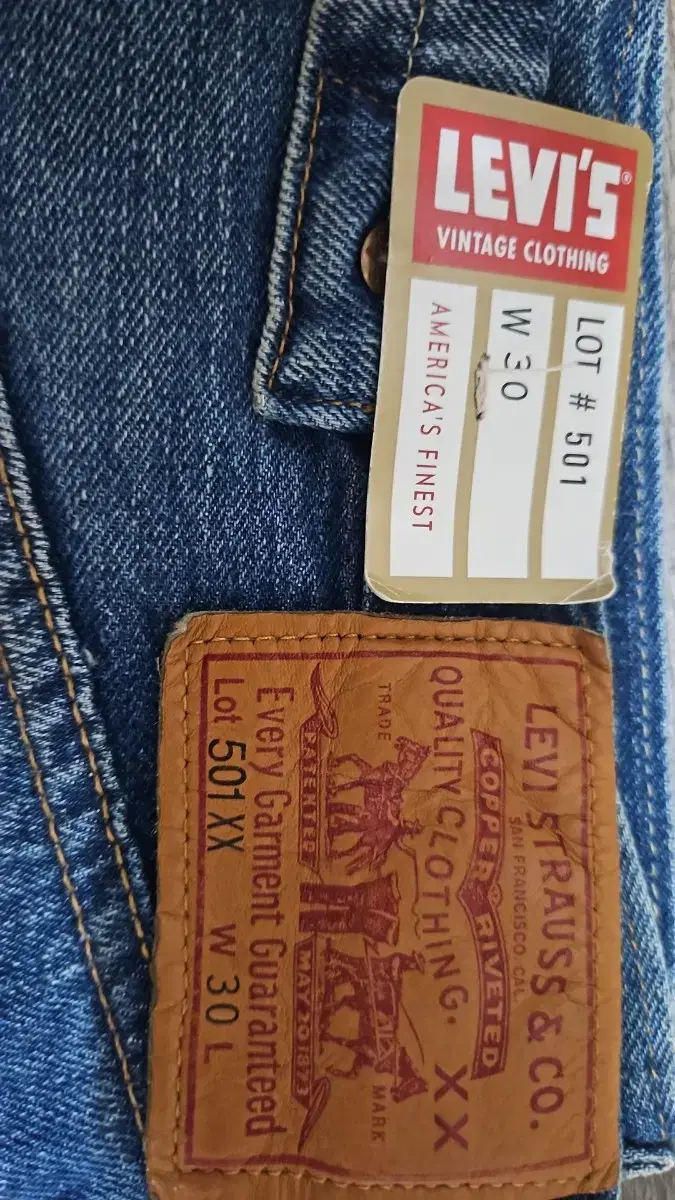 LEVI'S®
VINTAGE CLOTHING
LOT # 501
W 30
AMERICA'S FINEST
LEVI STRAUSS & CO.
SAN FRANCISCO CAL
COPPER RIVETED
QUALITY CLOTHING. XX
TRADE MARK
PATENTED MAY 20 1873
Every Garment Guaranteed
Lot 501XX W 30 L